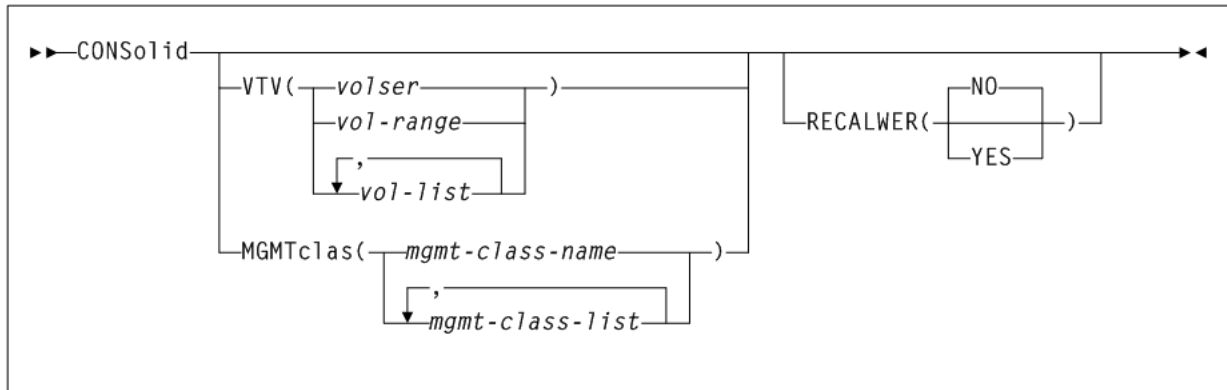 CONSolid
VTV( volser )
vol-range
,
vol-list
MGMTclas( mgmt-class-name )
,
mgmt-class-list
NO
RECALWER( )
YES